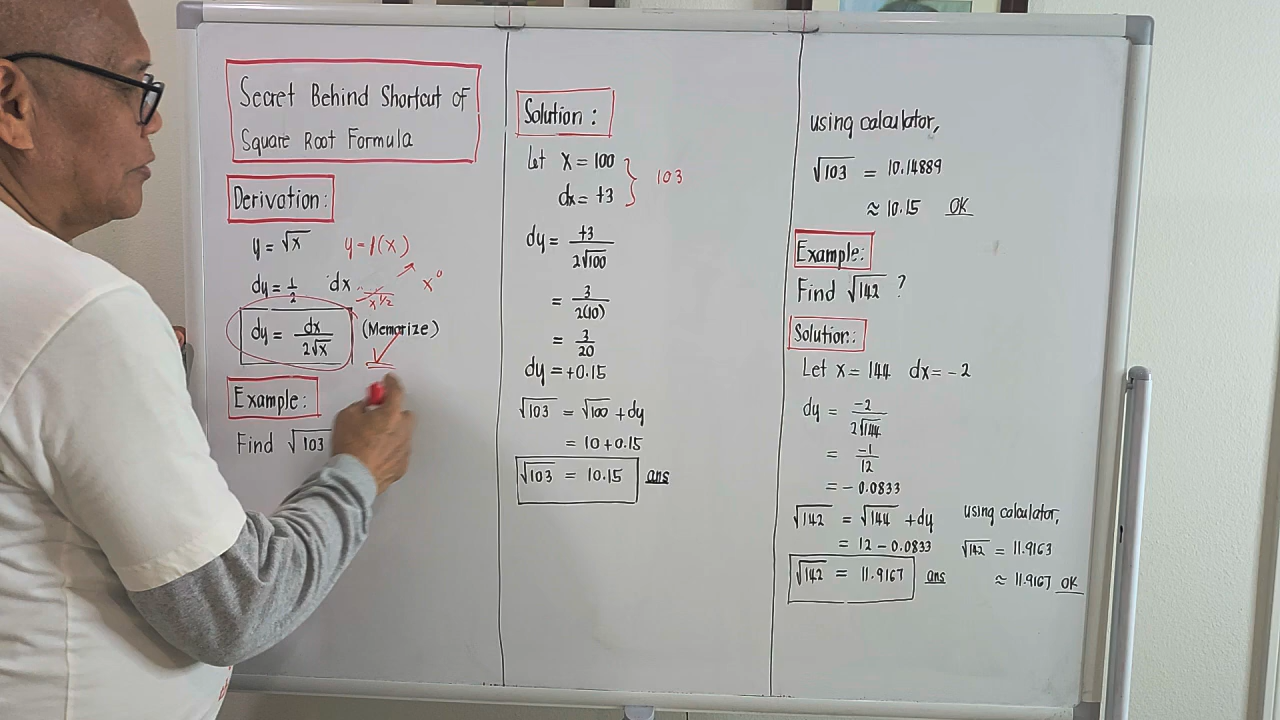 Secret Behind Shortcut of
Square Root Formula
Derivation:
y = √x y = f(x)
dy = 1/2 dx / x^1/2 x^0
dy = dx / 2√x (Memorize)
Example:
Find √103
Solution:
Let x = 100
dx = +3
103
dy = +3 / 2√100
= 3 / 2(10)
= 3 / 20
dy = +0.15
√103 = √100 + dy
= 10 + 0.15
√103 = 10.15 ans
using calculator,
√103 = 10.14889
≈ 10.15 OK
Example:
Find √142 ?
Solution:
Let x = 144 dx = -2
dy = -2 / 2√144
= -1 / 12
= -0.0833
√142 = √144 + dy
= 12 - 0.0833
√142 = 11.9167 ans
using calculator,
√142 = 11.9163
≈ 11.9167 OK